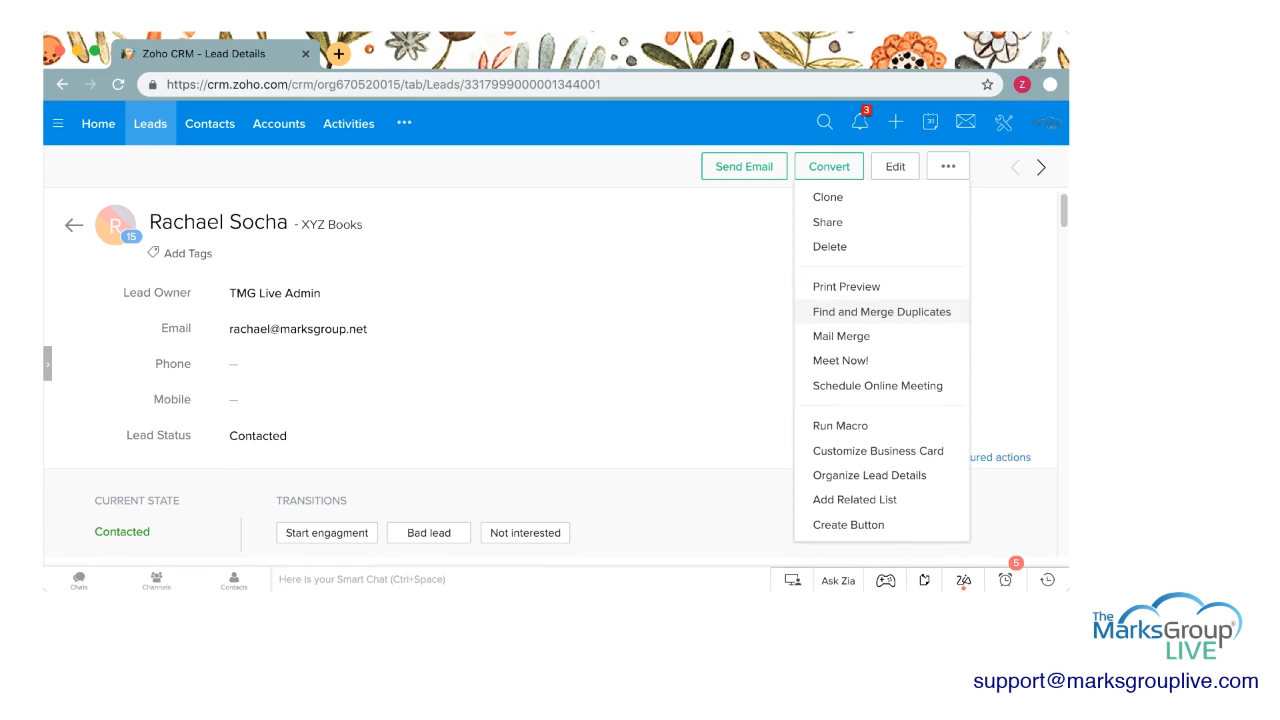 Zoho CRM - Lead Details × +
https://crm.zoho.com/crm/org670520015/tab/Leads/3317999000001344001 Z
Home Leads Contacts Accounts Activities ••• 3 31
Send Email Convert Edit •••
Clone
Share
Delete
Print Preview
Find and Merge Duplicates
Mail Merge
Meet Now!
Schedule Online Meeting
Run Macro
Customize Business Card
Organize Lead Details
Add Related List
Create Button
R 15 Rachael Socha - XYZ Books
Add Tags
Lead Owner TMG Live Admin
Email rachael@marksgroup.net
Phone —
Mobile —
Lead Status Contacted
ured actions
CURRENT STATE TRANSITIONS
Contacted Start engagment Bad lead Not interested
Chats Channels Contacts Here is your Smart Chat (Ctrl+Space) Ask Zia 5
The
MarksGroup®
LIVE
support@marksgrouplive.com